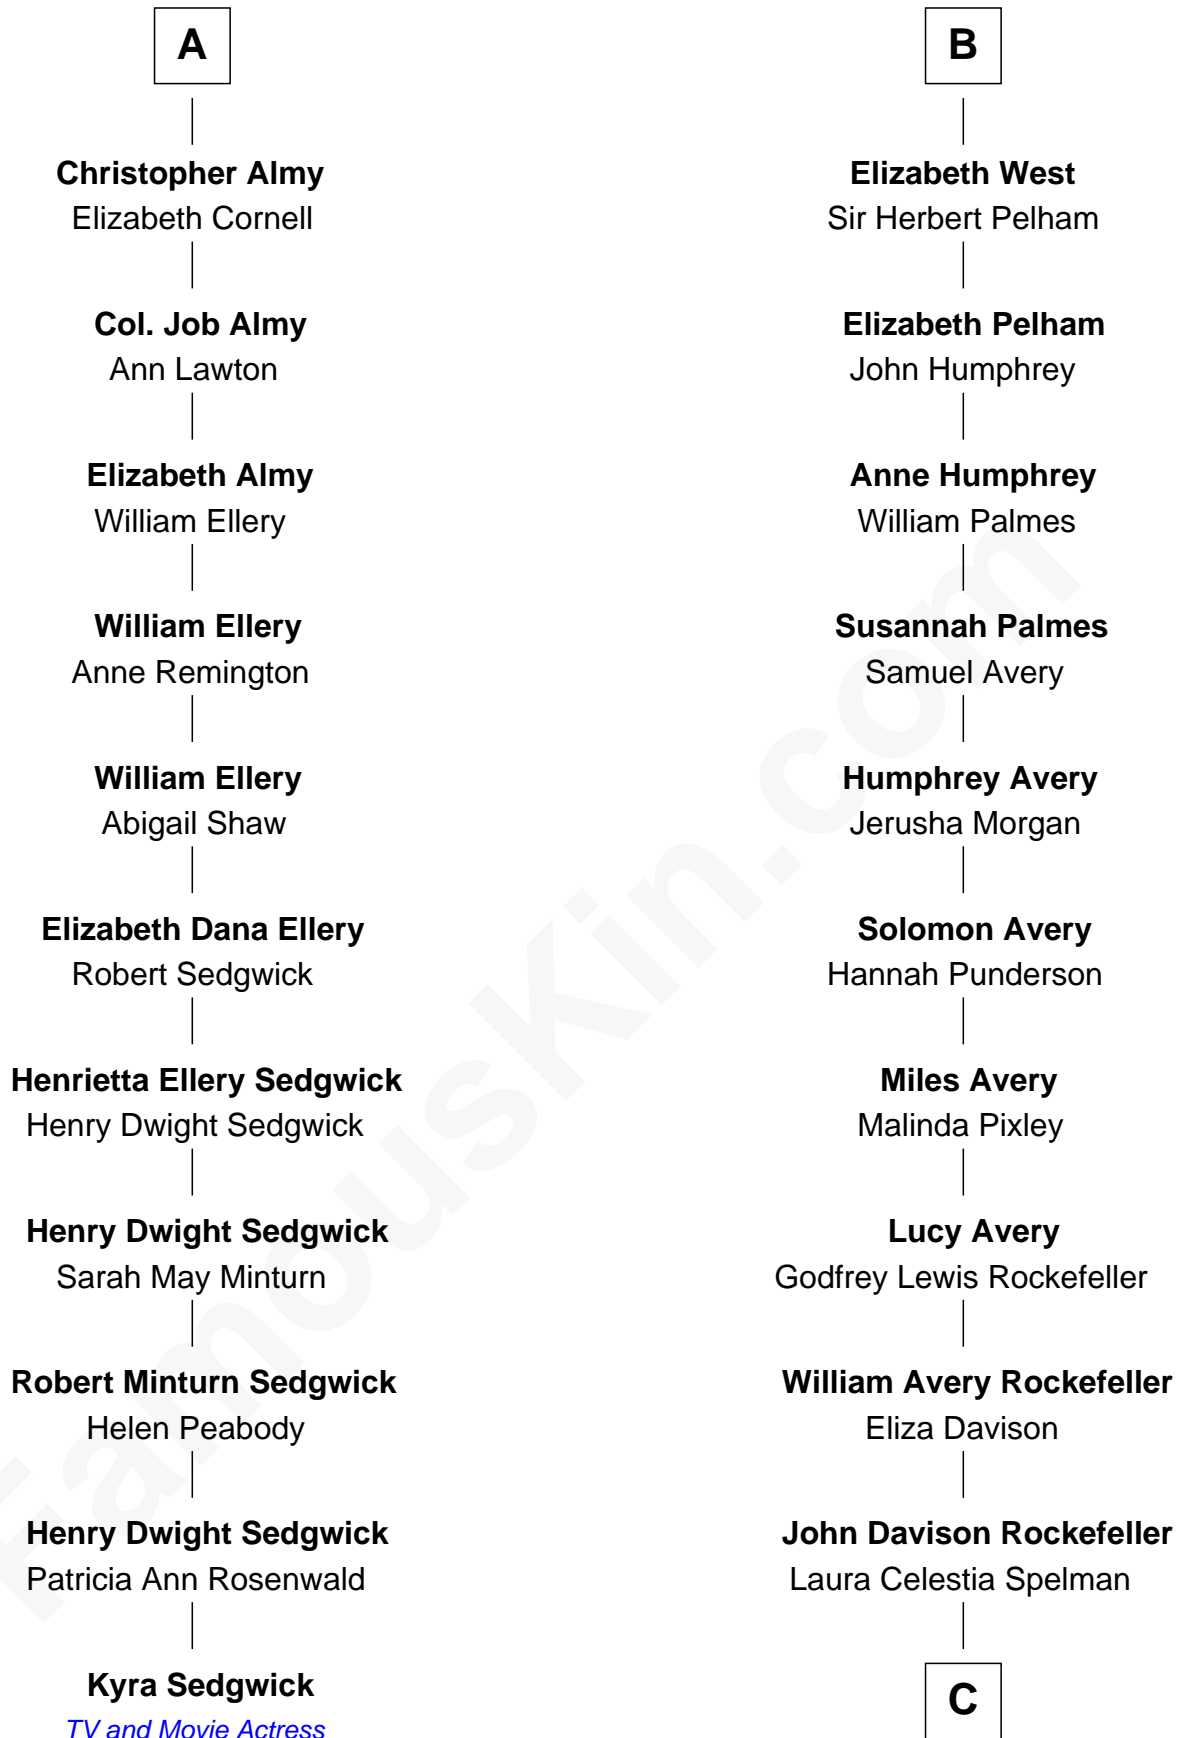 A
Christopher Almy
Elizabeth Cornell
Col. Job Almy
Ann Lawton
Elizabeth Almy
William Ellery
William Ellery
Anne Remington
William Ellery
Abigail Shaw
Elizabeth Dana Ellery
Robert Sedgwick
Henrietta Ellery Sedgwick
Henry Dwight Sedgwick
Henry Dwight Sedgwick
Sarah May Minturn
Robert Minturn Sedgwick
Helen Peabody
Henry Dwight Sedgwick
Patricia Ann Rosenwald
Kyra Sedgwick
TV and Movie Actress
B
Elizabeth West
Sir Herbert Pelham
Elizabeth Pelham
John Humphrey
Anne Humphrey
William Palmes
Susannah Palmes
Samuel Avery
Humphrey Avery
Jerusha Morgan
Solomon Avery
Hannah Punderson
Miles Avery
Malinda Pixley
Lucy Avery
Godfrey Lewis Rockefeller
William Avery Rockefeller
Eliza Davison
John Davison Rockefeller
Laura Celestia Spelman
C
FamousKin.com